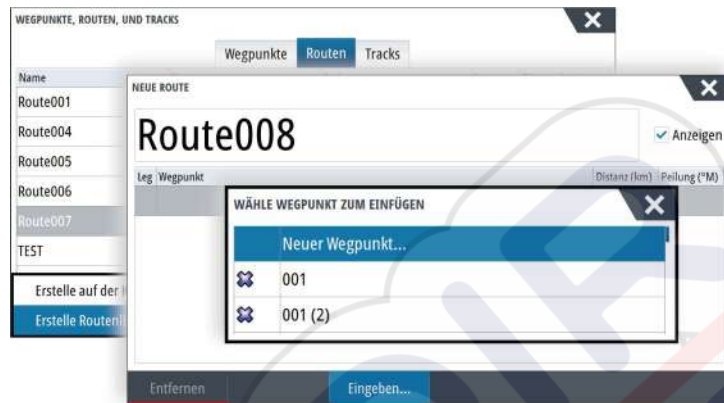 WEGPUNKTE, ROUTEN, UND TRACKS
Wegpunkte Routen Tracks
Name
Route001
Route004
Route005
Route006
Route007
TEST
Erstelle auf der
Erstelle
NEUE ROUTE
Route008
Anzeigen
Leg Wegpunkt Distanz (km) Peilung (°M)
WÄHLE WEGPUNKT ZUM EINFÜGEN
Neuer Wegpunkt...
001
001 (2)
Entfernen Eingeben...